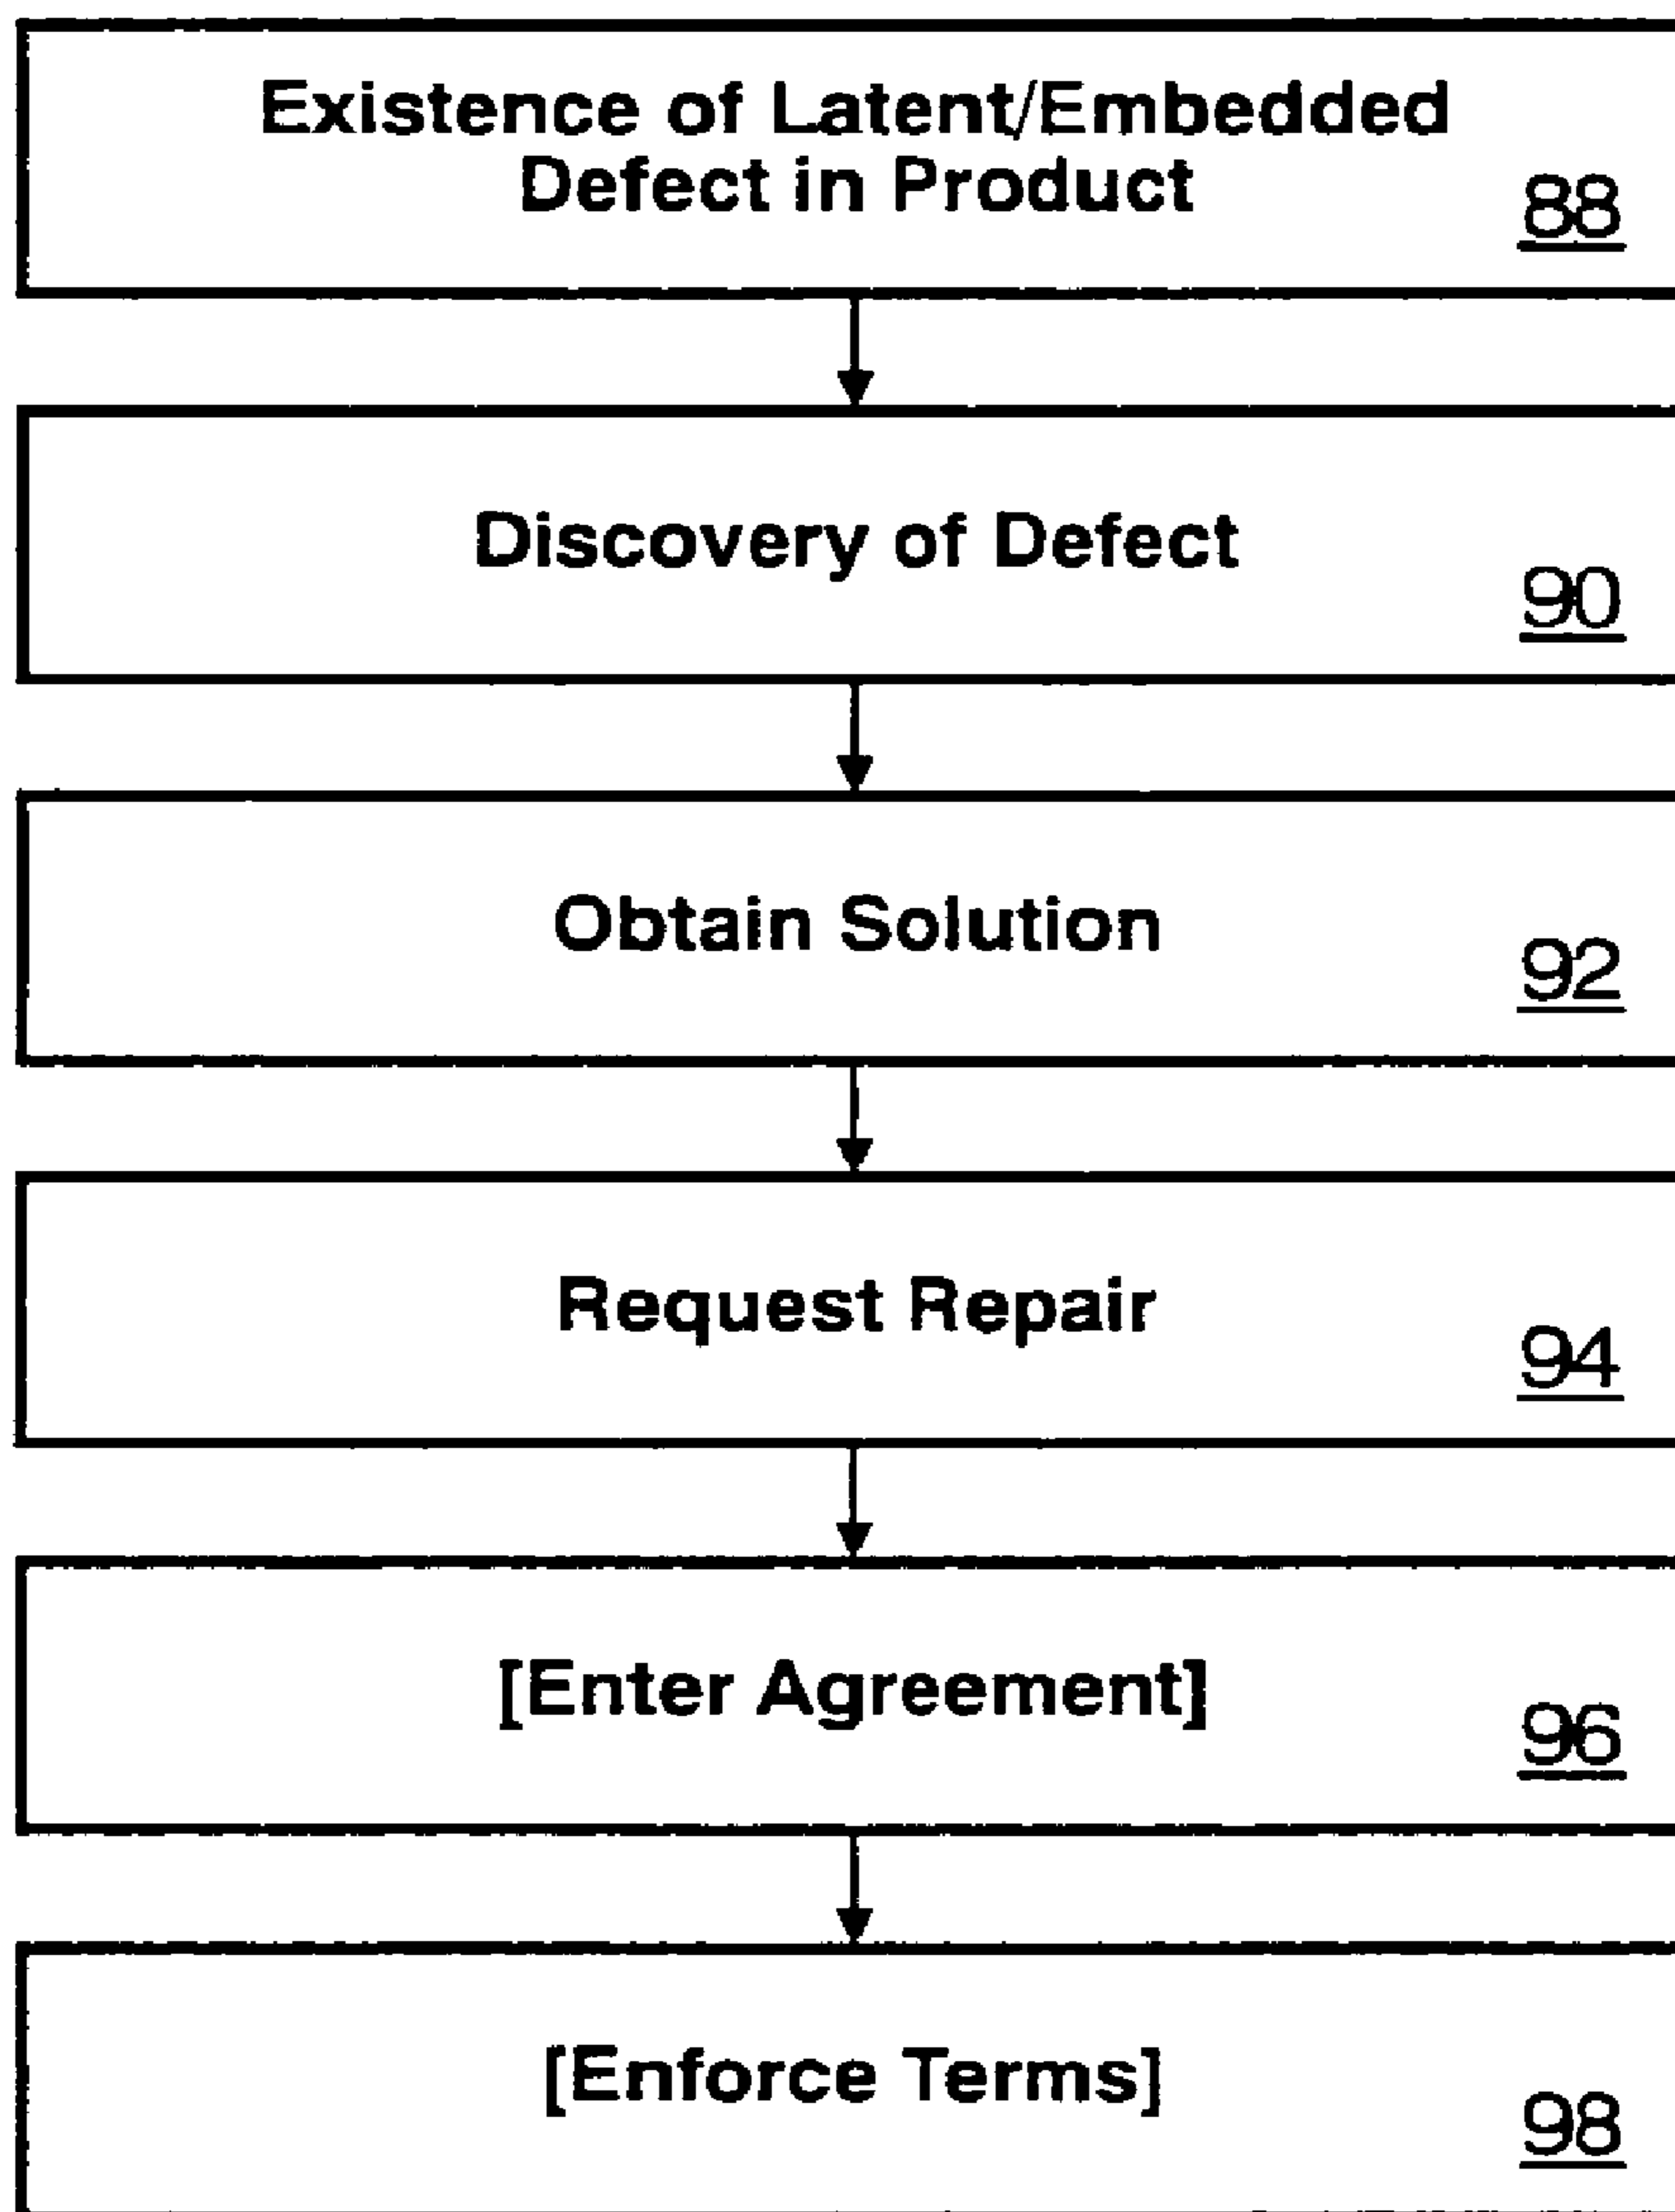 Existence of Latent/Embedded
Defect in Product
88
Discovery of Defect
90
Obtain Solution
92
Request Repair
94
[Enter Agreement]
96
[Enforce Terms]
98